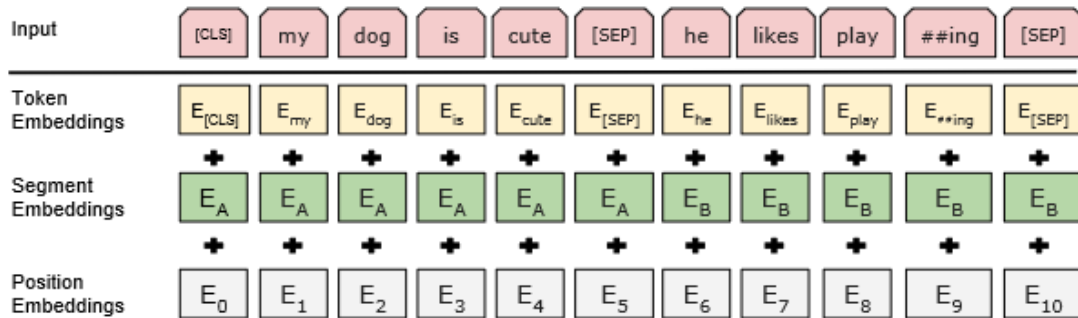 Input [CLS] my dog is cute [SEP] he likes play ##ing [SEP]
Token
Embeddings
E[CLS] Emy Edog Eis Ecute E[SEP] Ehe Elikes Eplay E**ing E[SEP]
+ + + + + + + + + + +
Segment
Embeddings
EA EA EA EA EA EA EB EB EB EB EB
+ + + + + + + + + + +
Position
Embeddings
E0 E1 E2 E3 E4 E5 E6 E7 E8 E9 E10